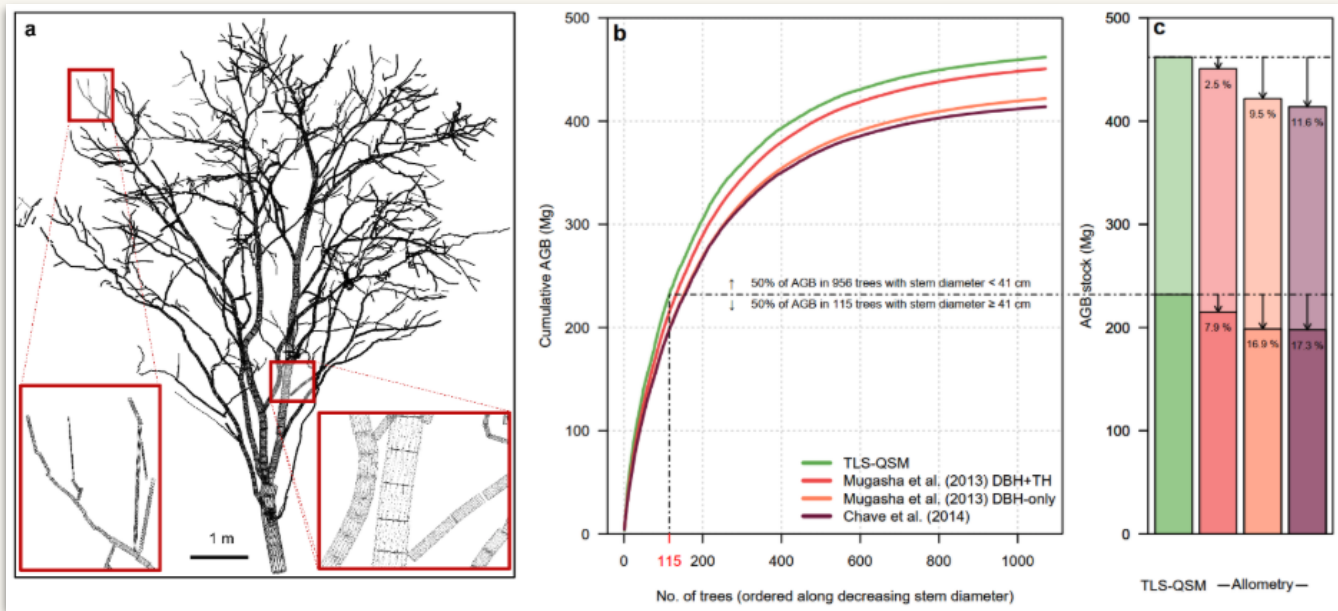 a
1 m
b
Cumulative AGB (Mg)
500
400
300
200
100
0
↑ 50% of AGB in 956 trees with stem diameter < 41 cm
↓ 50% of AGB in 115 trees with stem diameter ≥ 41 cm
TLS-QSM
Mugasha et al. (2013) DBH+TH
Mugasha et al. (2013) DBH-only
Chave et al. (2014)
0 115 200 400 600 800 1000
No. of trees (ordered along decreasing stem diameter)
c
AGB stock (Mg)
500
400
300
200
100
0
2.5 %
9.5 %
11.6 %
7.9 %
16.9 %
17.3 %
TLS-QSM —Allometry—